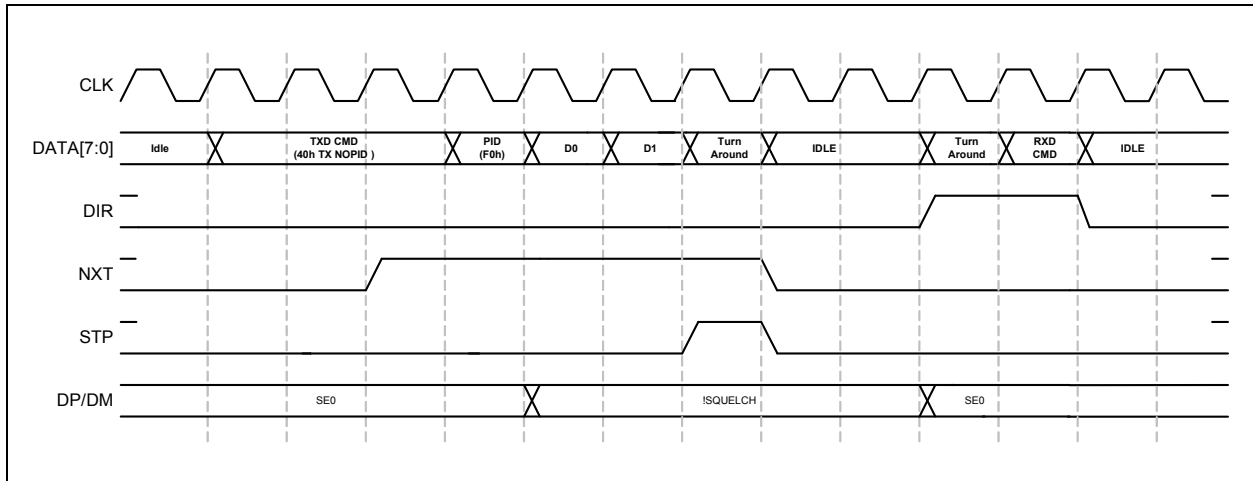 CLK
DATA[7:0]
Idle
TXD CMD
(40h TX NOPID )
PID
(F0h)
D0
D1
Turn
Around
IDLE
Turn
Around
RXD
CMD
IDLE
DIR
NXT
STP
DP/DM
SE0
!SQUELCH
SE0